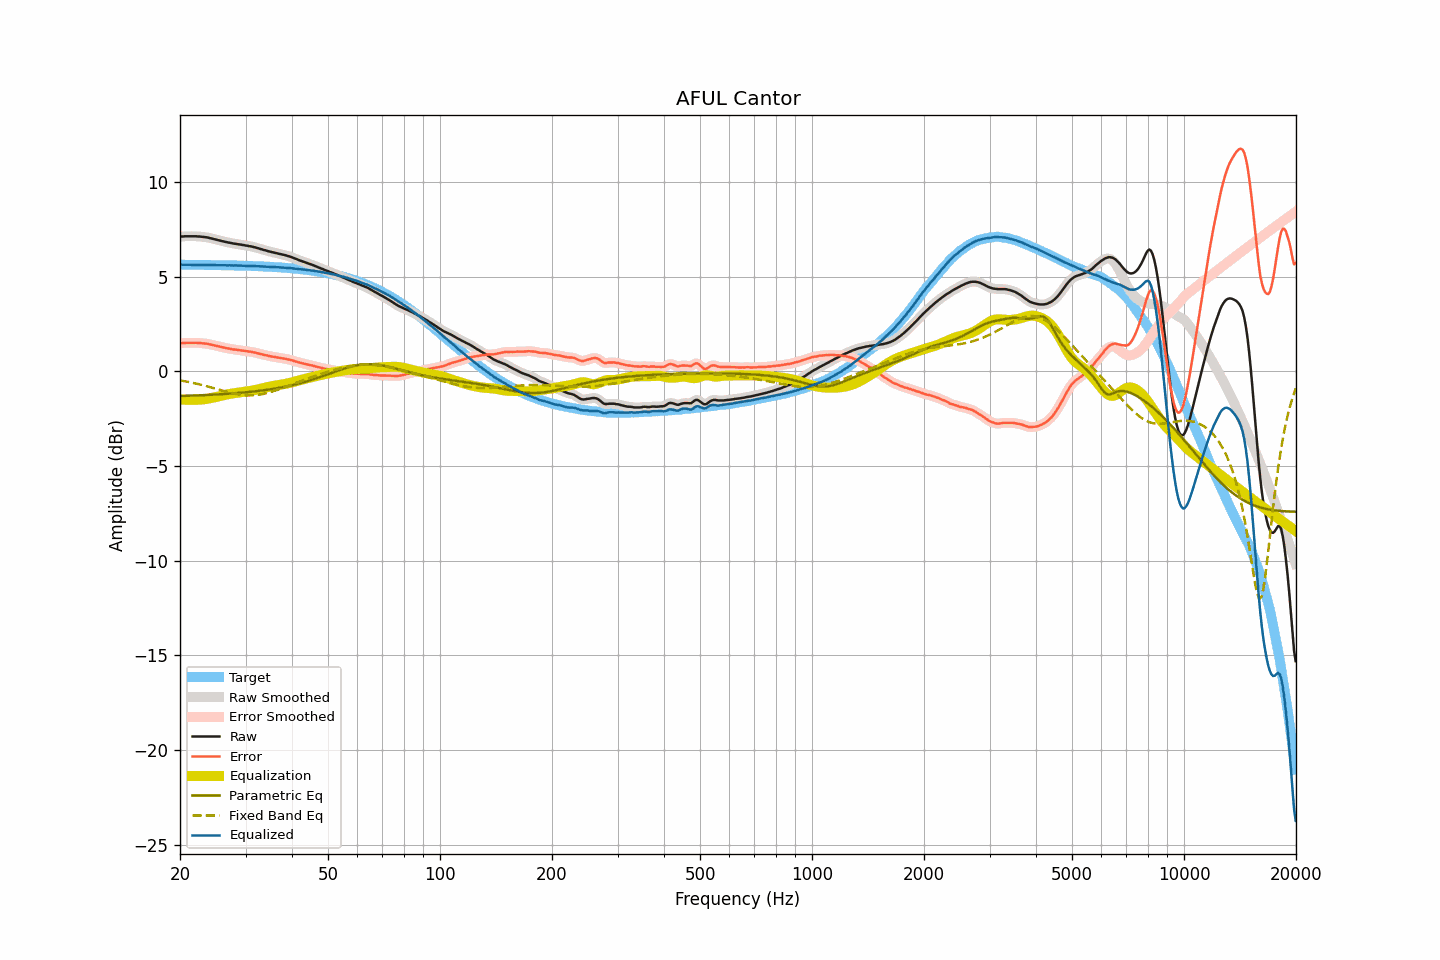 AFUL Cantor
10
5
0
−5
−10
−15
−20
−25
Amplitude (dBr)
Target
Raw Smoothed
Error Smoothed
Raw
Error
Equalization
Parametric Eq
Fixed Band Eq
Equalized
20 50 100 200 500 1000 2000 5000 10000 20000
Frequency (Hz)